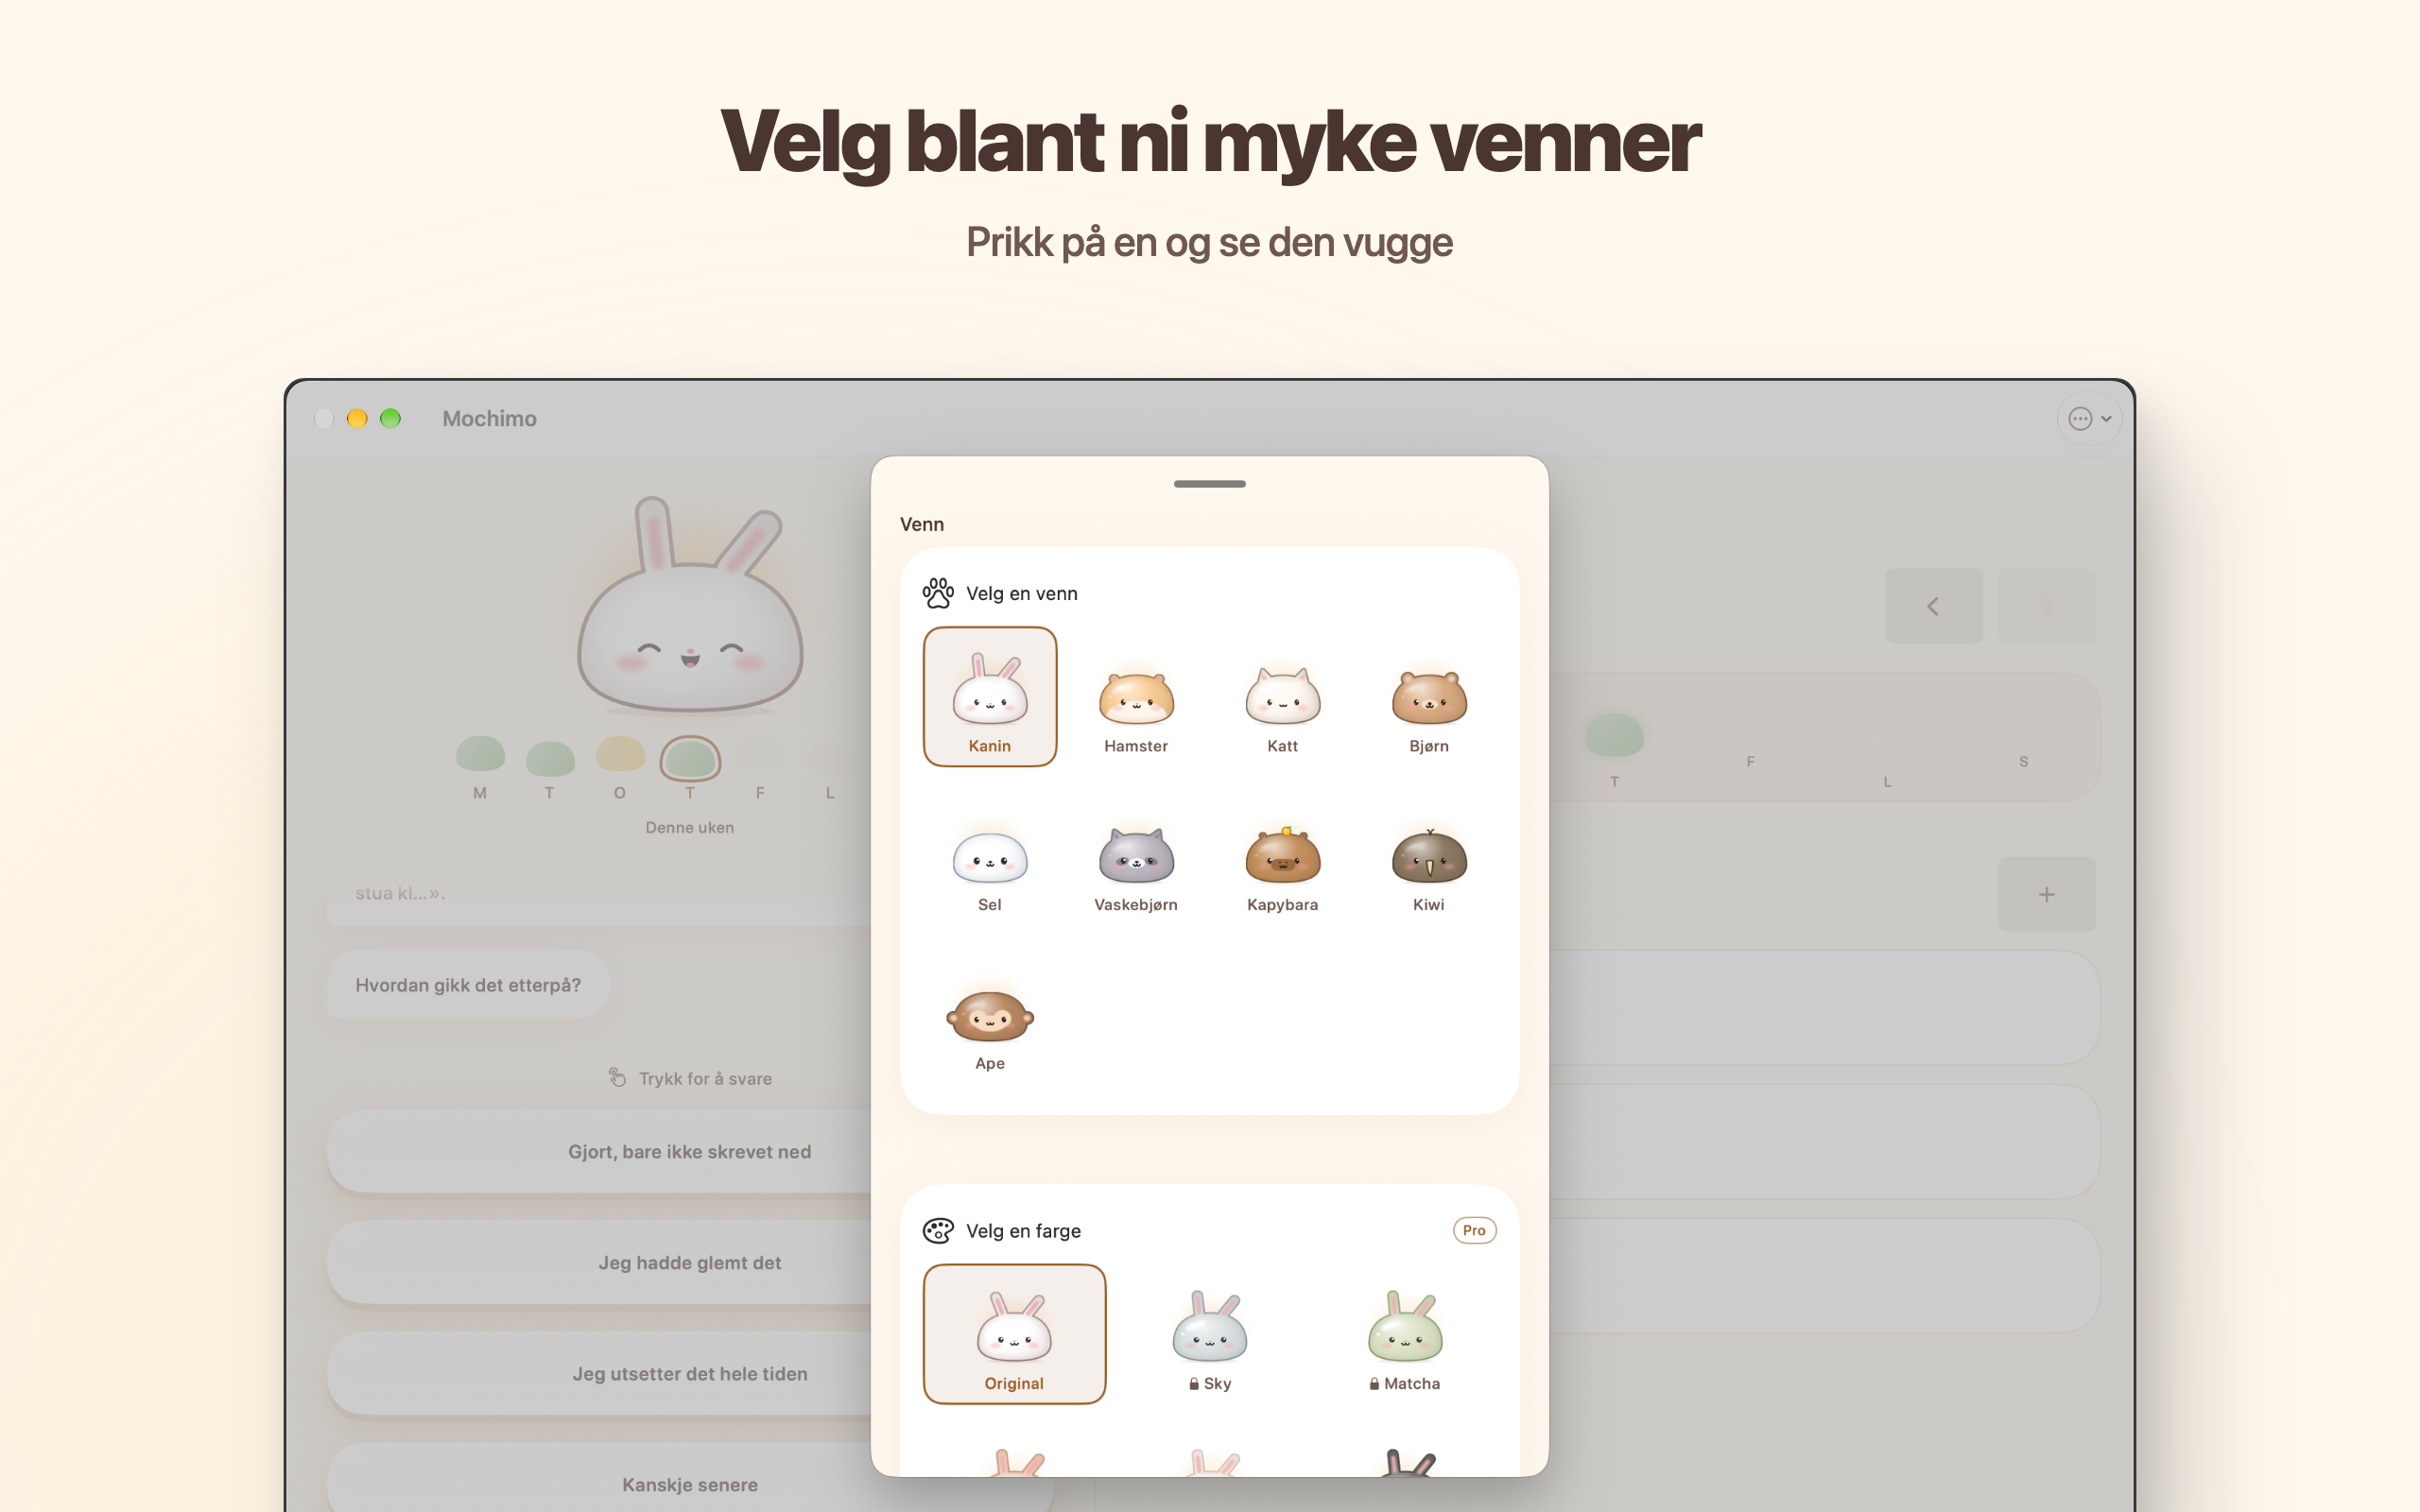 Velg blant ni myke venner
Prikk på en og se den vugge
Mochimo
M T O T F L
Denne uken
stua kl...».
Hvordan gikk det etterpå?
Trykk for å svare
Gjort, bare ikke skrevet ned
Jeg hadde glemt det
Jeg utsetter det hele tiden
Kanskje senere
Venn
Velg en venn
Kanin Hamster Katt Bjørn
Sel Vaskebjørn Kapybara Kiwi
Ape
Velg en farge Pro
Original Sky Matcha
T F L S